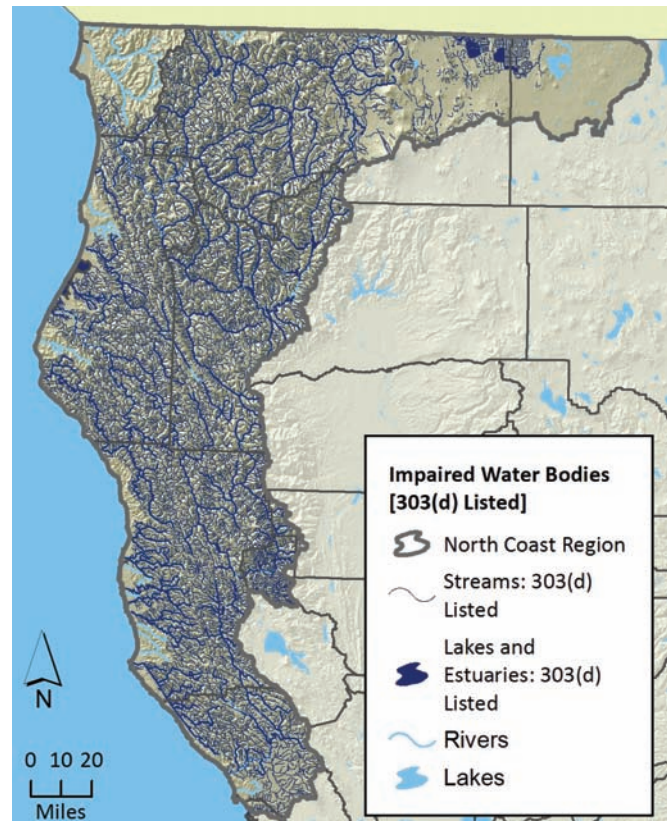 Impaired Water Bodies
[303(d) Listed]
North Coast Region
Streams: 303(d)
Listed
Lakes and
Estuaries: 303(d)
Listed
Rivers
Lakes
N
0 10 20
Miles